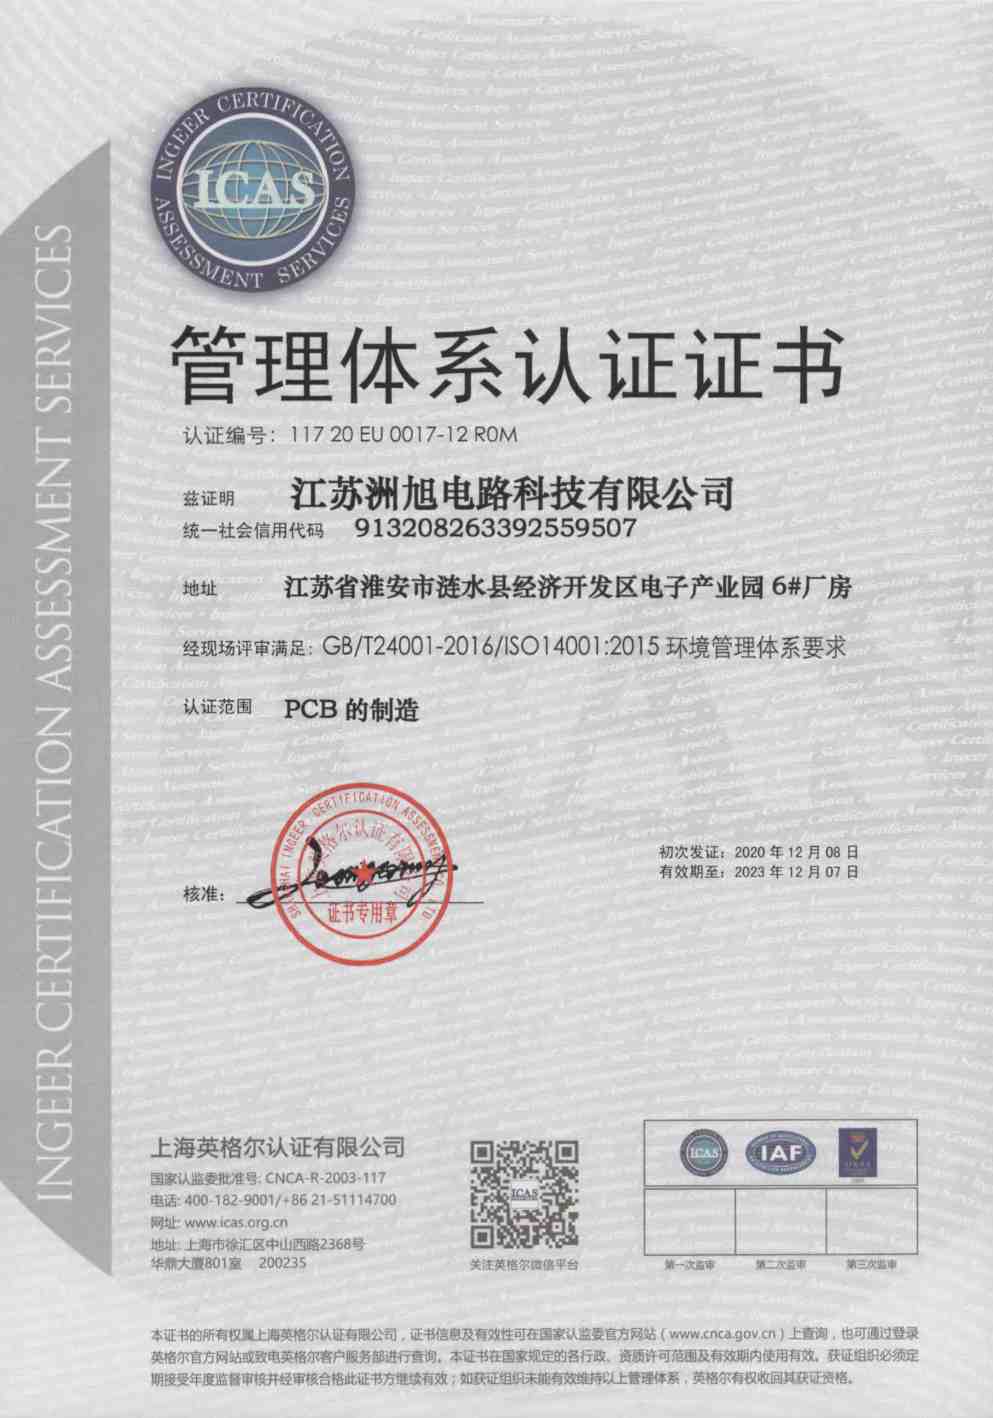 INGEER CERTIFICATION
ASSESSMENT SERVICES
ICAS
INGEER CERTIFICATION ASSESSMENT SERVICES
管理体系认证证书
认证编号：117 20 EU 0017-12 R0M
兹证明 江苏洲旭电路科技有限公司
统一社会信用代码 913208263392559507
地址 江苏省淮安市涟水县经济开发区电子产业园 6#厂房
经现场评审满足：GB/T24001-2016/ISO14001:2015 环境管理体系要求
认证范围 PCB 的制造
初次发证：2020 年 12 月 08 日
有效期至：2023 年 12 月 07 日
核准：
证书专用章
上海英格尔认证有限公司
国家认监委批准号: CNCA-R-2003-117
电话: 400-182-9001/+86 21-51114700
网址: www.icas.org.cn
地址: 上海市徐汇区中山西路2368号
华鼎大厦801室 200235
ICAS
关注英格尔微信平台
ICAS
IAF
UKAS
第一次监审 第二次监审 第三次监审
本证书的所有权属上海英格尔认证有限公司，证书信息及有效性可在国家认监委官方网站（www.cnca.gov.cn）上查询，也可通过登录
英格尔官方网站或致电英格尔客户服务部进行查询。本证书在国家规定的各行政、资质许可范围及有效期内使用有效。获证组织必须定
期接受年度监督审核并经审核合格此证书方继续有效；如获证组织未能有效维持以上管理体系，英格尔有权收回其获证资格。